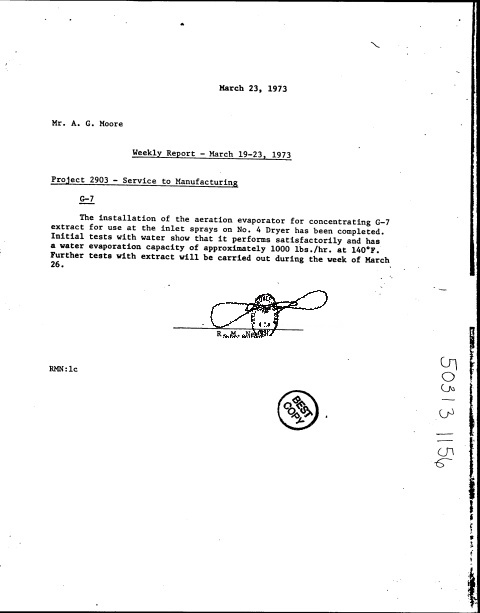 March 23, 1973
Mr. A. G. Moore
Weekly Report - March 19-23, 1973
Project 2903 - Service to Manufacturing
G-7
The installation of the aeration evaporator for concentrating G-7
extract for use at the inlet sprays on No. 4 Dryer has been completed.
Initial tests with water show that it performs satisfactorily and has
a water evaporation capacity of approximately 1000 lbs./hr. at 140°F.
Further tests with extract will be carried out during the week of March
26.
R. M.
RMN:lc
BEST
COPY
50313 1156